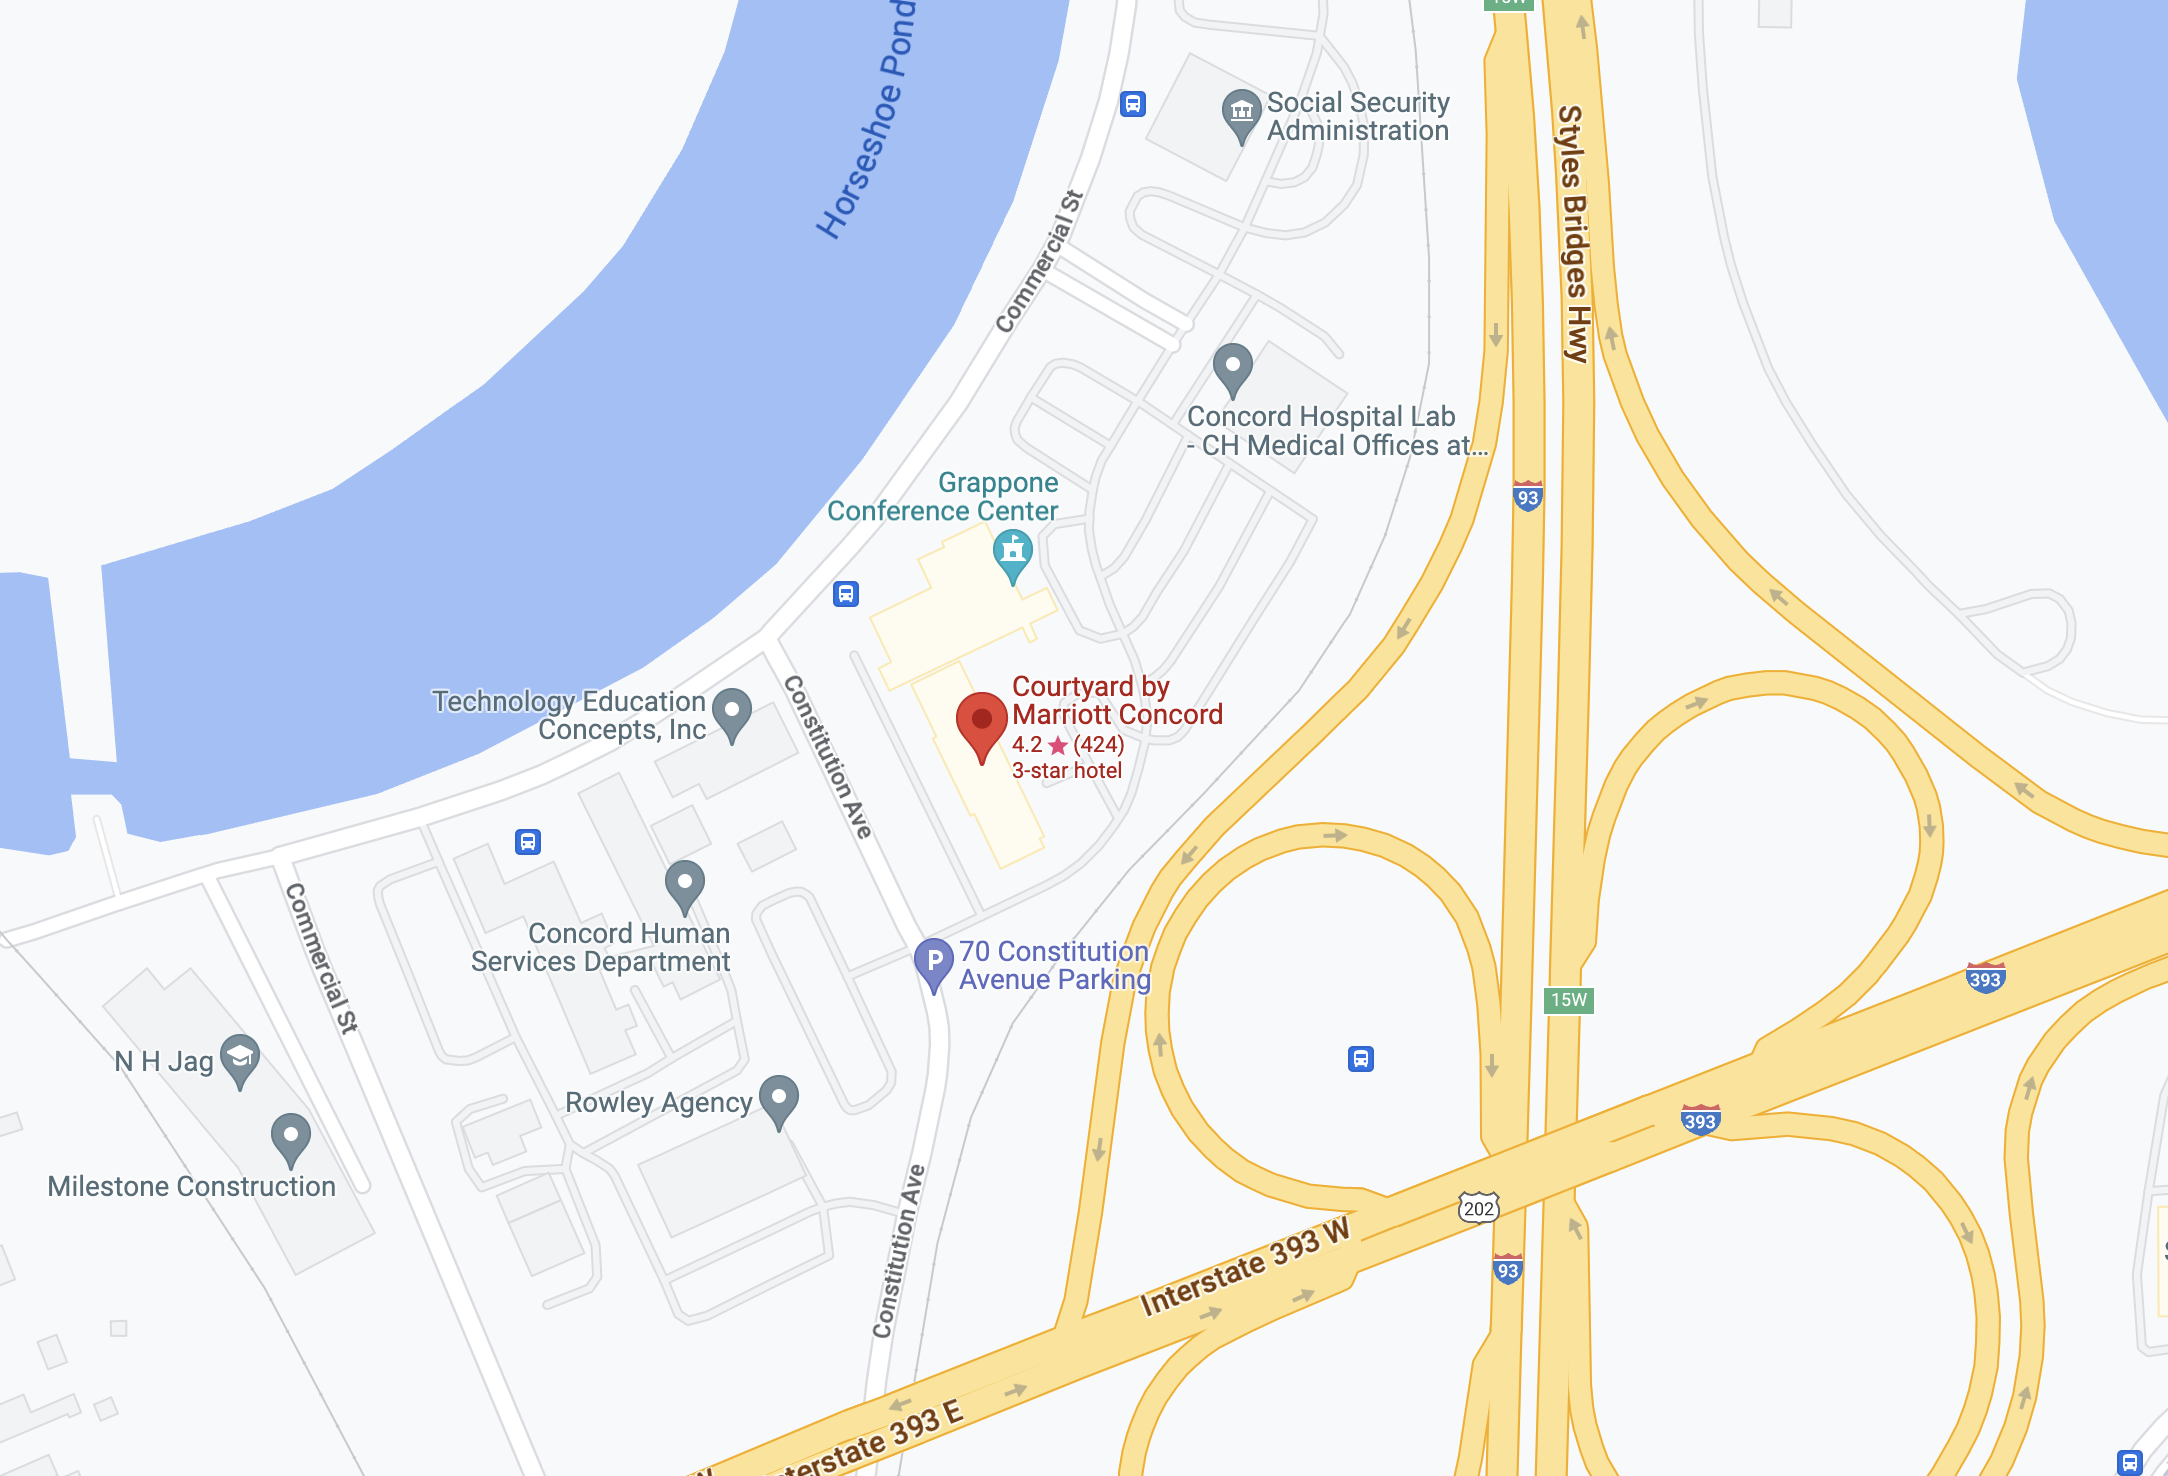 Horseshoe Pond
Social Security
Administration
Styles Bridges Hwy
Commercial St
Concord Hospital Lab
- CH Medical Offices at...
Grappone
Conference Center
93
Technology Education
Concepts, Inc
Constitution Ave
Courtyard by
Marriott Concord
4.2 ★ (424)
3-star hotel
Commercial St
Concord Human
Services Department
P
70 Constitution
Avenue Parking
393
15W
N H Jag
Rowley Agency
393
Milestone Construction
202
Interstate 393 W
93
Constitution Ave
Interstate 393 E